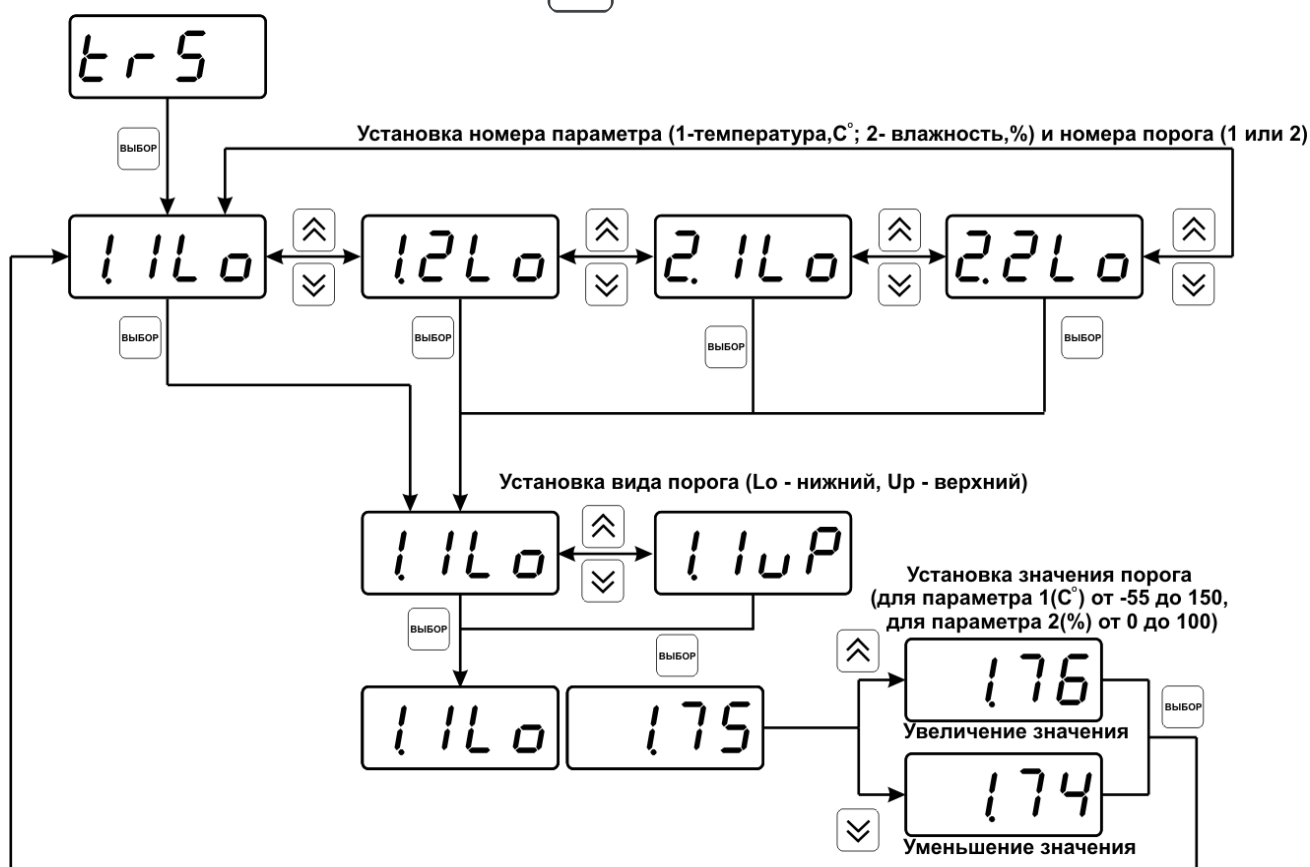 trS
ВЫБОР
Установка номера параметра (1-температура,С°; 2- влажность,%) и номера порога (1 или 2)
1.1Lo
1.2Lo
2.1Lo
2.2Lo
ВЫБОР
ВЫБОР
ВЫБОР
ВЫБОР
Установка вида порога (Lo - нижний, Up - верхний)
1.1Lo
1.1uP
ВЫБОР
ВЫБОР
Установка значения порога
(для параметра 1(С°) от -55 до 150,
для параметра 2(%) от 0 до 100)
1.1Lo
1.75
1.76
Увеличение значения
ВЫБОР
1.74
Уменьшение значения